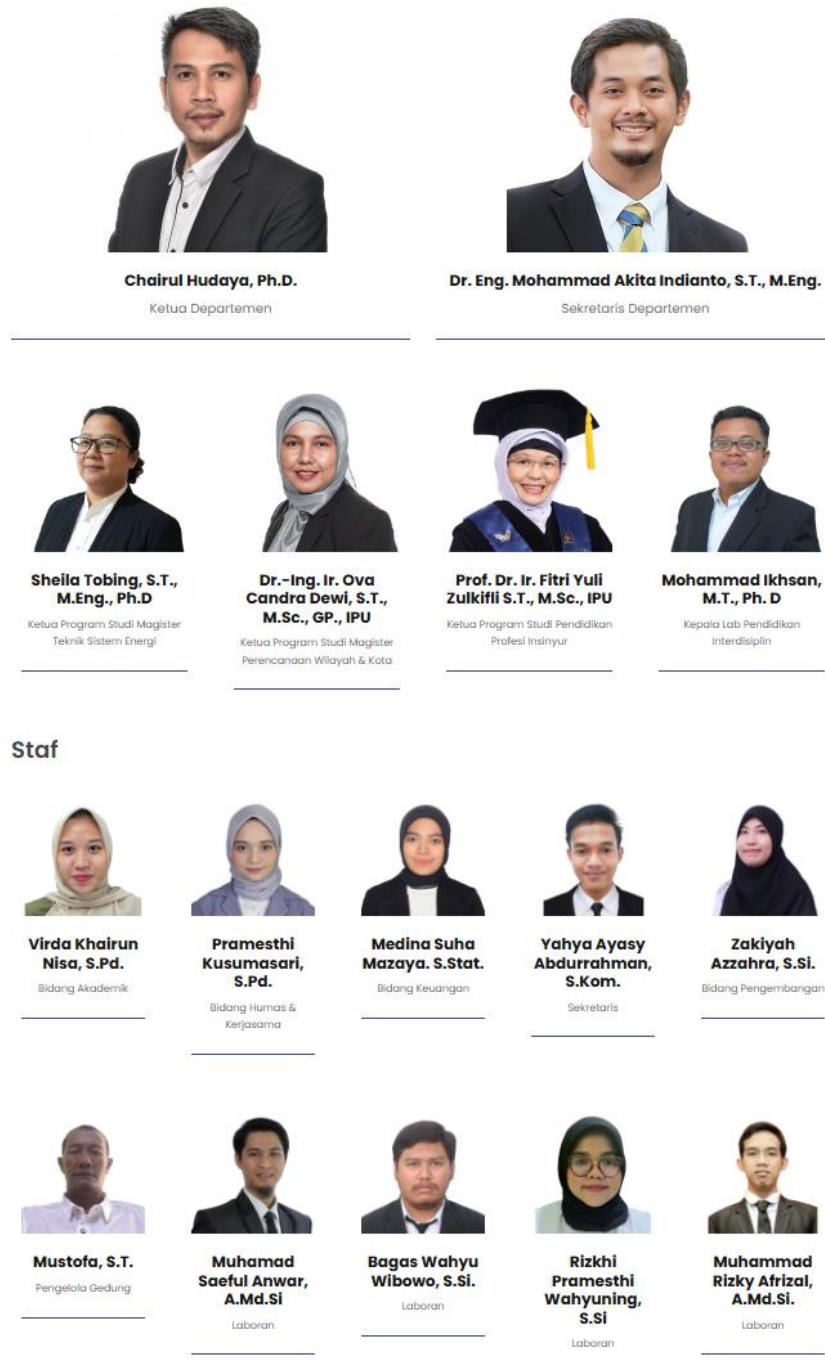 Chairul Hudaya, Ph.D.
Ketua Departemen
Dr. Eng. Mohammad Akita Indianto, S.T., M.Eng.
Sekretaris Departemen
Sheila Tobing, S.T.,
M.Eng., Ph.D
Ketua Program Studi Magister
Teknik Sistem Energi
Dr.-Ing. Ir. Ova
Candra Dewi, S.T.,
M.Sc., GP., IPU
Ketua Program Studi Magister
Perencanaan Wilayah & Kota
Prof. Dr. Ir. Fitri Yuli
Zulkifli S.T., M.Sc., IPU
Ketua Program Studi Pendidikan
Profesi Insinyur
Mohammad Ikhsan,
M.T., Ph. D
Kepala Lab Pendidikan
Interdisiplin
Staf
Virda Khairun
Nisa, S.Pd.
Bidang Akademik
Pramesthi
Kusumasari,
S.Pd.
Bidang Humas &
Kerjasama
Medina Suha
Mazaya. S.Stat.
Bidang Keuangan
Yahya Ayasy
Abdurrahman,
S.Kom.
Sekretaris
Zakiyah
Azzahra, S.Si.
Bidang Pengembangan
Mustofa, S.T.
Pengelola Gedung
Muhamad
Saeful Anwar,
A.Md.Si
Laboran
Bagas Wahyu
Wibowo, S.Si.
Laboran
Rizkhi
Pramesthi
Wahyuning,
S.Si
Laboran
Muhammad
Rizky Afrizal,
A.Md.Si.
Laboran